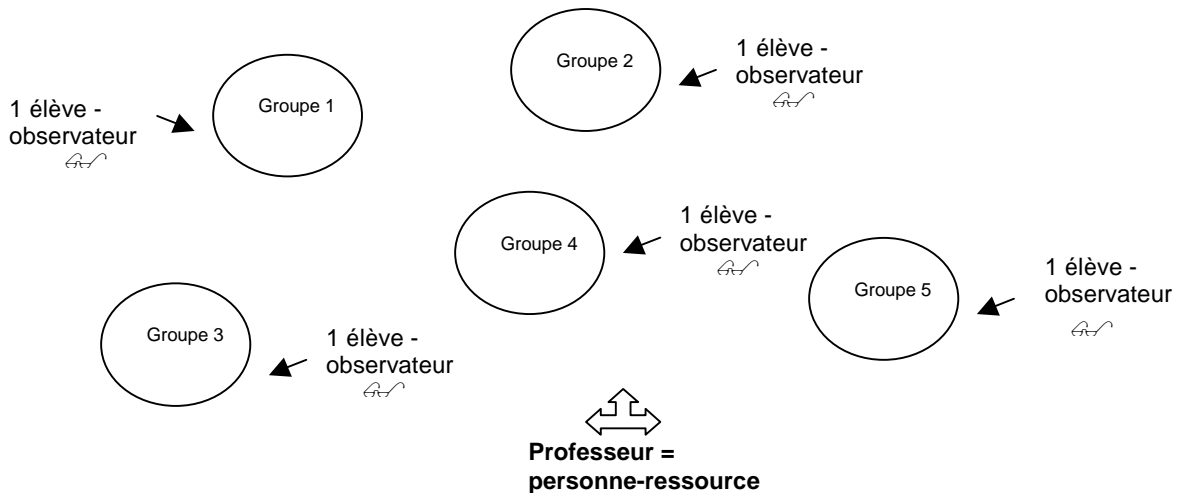 Groupe 1
1 élève -
observateur
Groupe 2
1 élève -
observateur
Groupe 4
1 élève -
observateur
Groupe 5
1 élève -
observateur
Groupe 3
1 élève -
observateur
Professeur =
personne-ressource